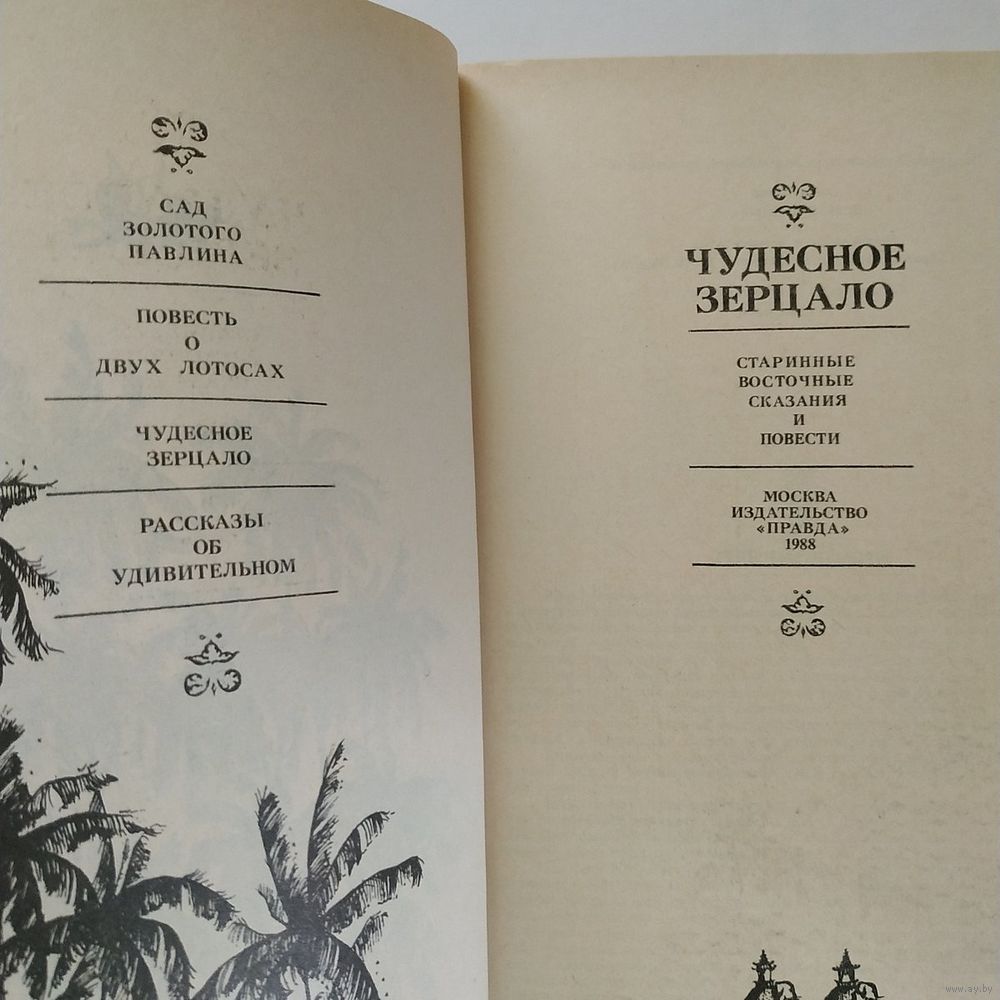 САД
ЗОЛОТОГО
ПАВЛИНА
ПОВЕСТЬ
О
ДВУХ ЛОТОСАХ
ЧУДЕСНОЕ
ЗЕРЦАЛО
РАССКАЗЫ
ОБ
УДИВИТЕЛЬНОМ
ЧУДЕСНОЕ
ЗЕРЦАЛО
СТАРИННЫЕ
ВОСТОЧНЫЕ
СКАЗАНИЯ
И
ПОВЕСТИ
МОСКВА
ИЗДАТЕЛЬСТВО
«ПРАВДА»
1988
www.ay.by